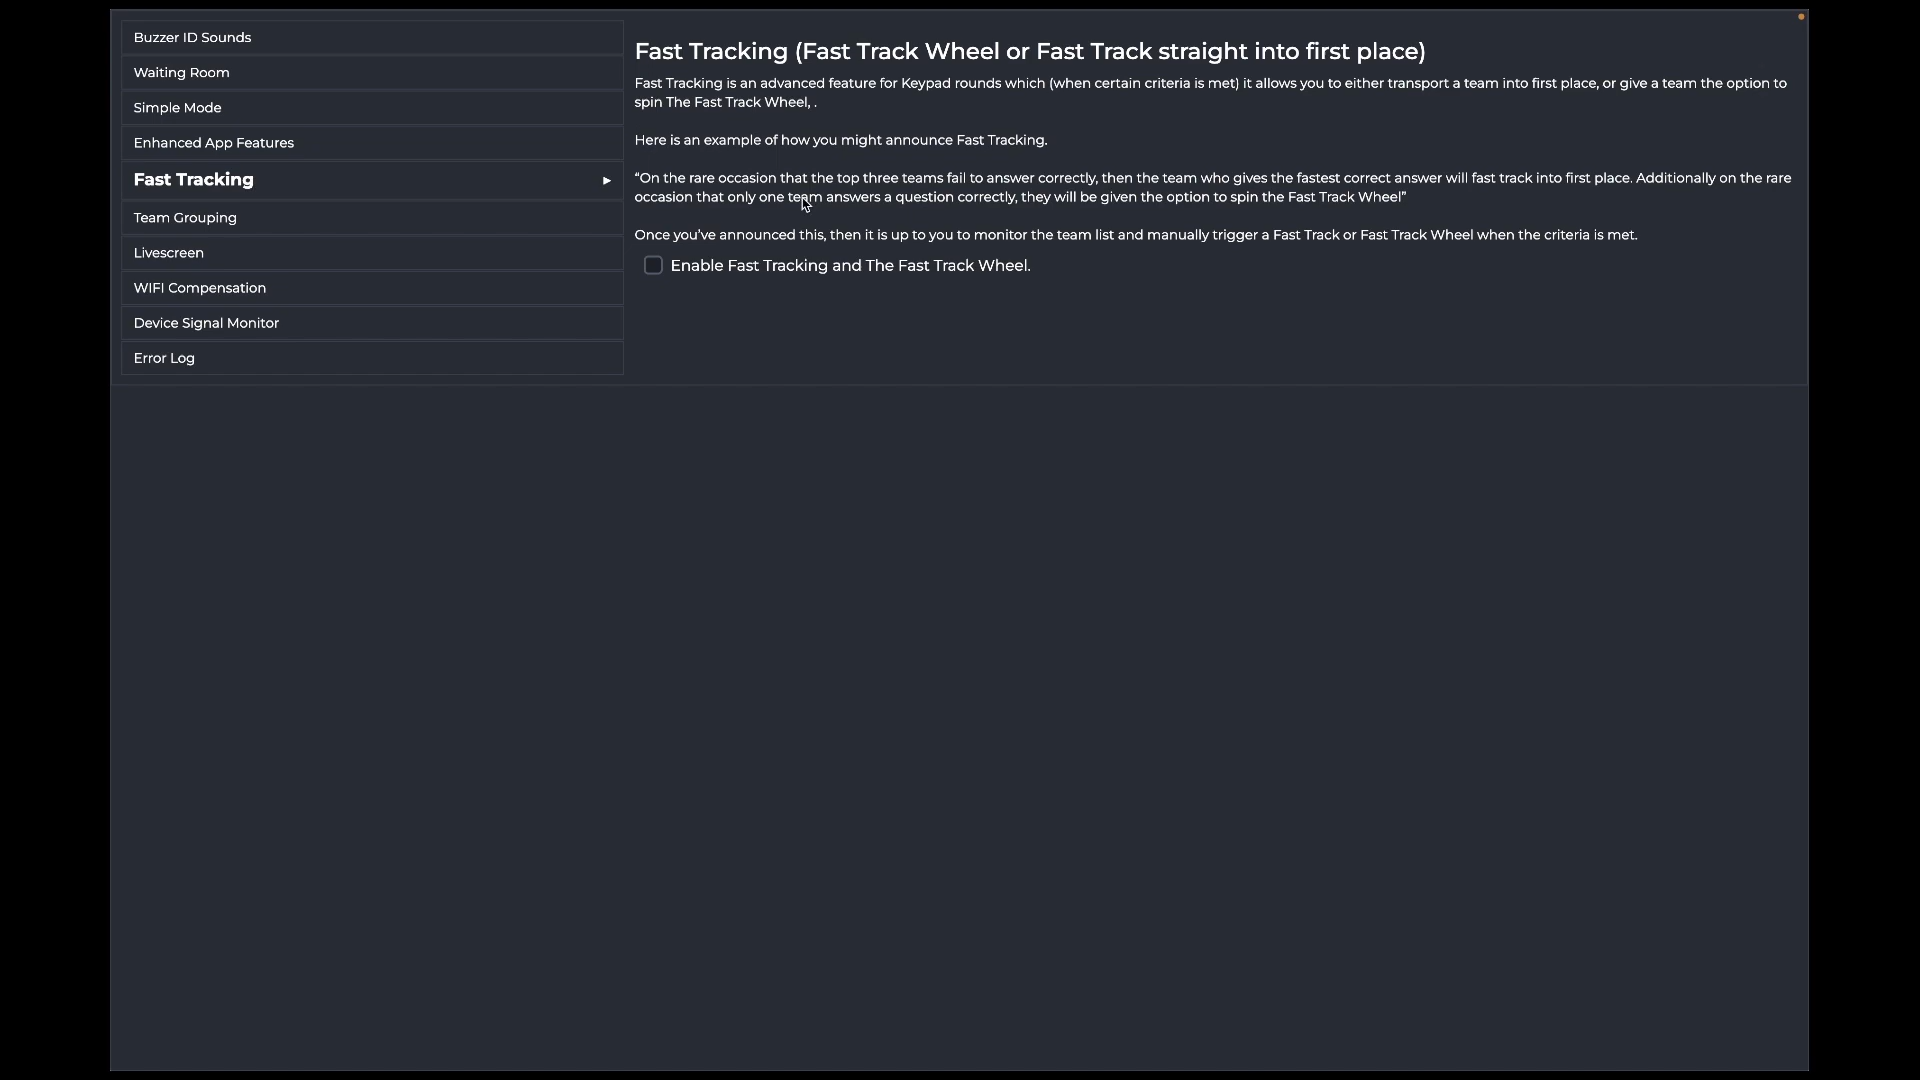 Buzzer ID Sounds
Waiting Room
Simple Mode
Enhanced App Features
Fast Tracking
Team Grouping
Livescreen
WIFI Compensation
Device Signal Monitor
Error Log
Fast Tracking (Fast Track Wheel or Fast Track straight into first place)
Fast Tracking is an advanced feature for Keypad rounds which (when certain criteria is met) it allows you to either transport a team into first place, or give a team the option to
spin The Fast Track Wheel, .
Here is an example of how you might announce Fast Tracking.
“On the rare occasion that the top three teams fail to answer correctly, then the team who gives the fastest correct answer will fast track into first place. Additionally on the rare
occasion that only one team answers a question correctly, they will be given the option to spin the Fast Track Wheel”
Once you’ve announced this, then it is up to you to monitor the team list and manually trigger a Fast Track or Fast Track Wheel when the criteria is met.
Enable Fast Tracking and The Fast Track Wheel.